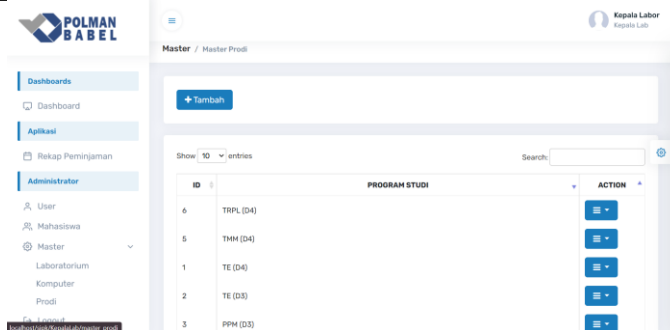 POLMAN
BABEL
Kepala Labor
Kepala Lab
Master / Master Prodi
Dashboards
Dashboard
Aplikasi
Rekap Peminjaman
Administrator
User
Mahasiswa
Master
Laboratorium
Komputer
Prodi
Logout
+ Tambah
Show 10 entries
Search:
ID PROGRAM STUDI ACTION
6 TRPL (D4)
5 TMM (D4)
1 TE (D4)
2 TE (D3)
3 PPM (D3)